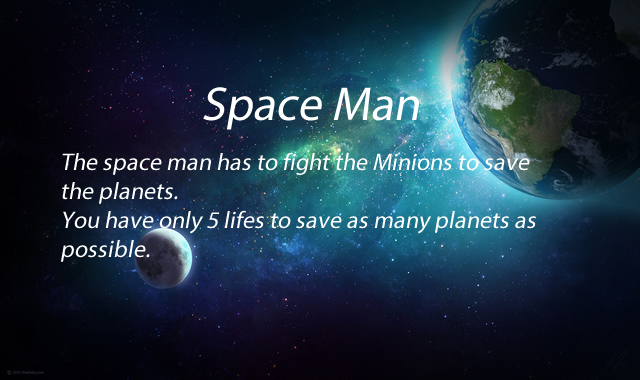 Space Man
The space man has to fight the Minions to save
the planets.
You have only 5 lifes to save as many planets as
possible.